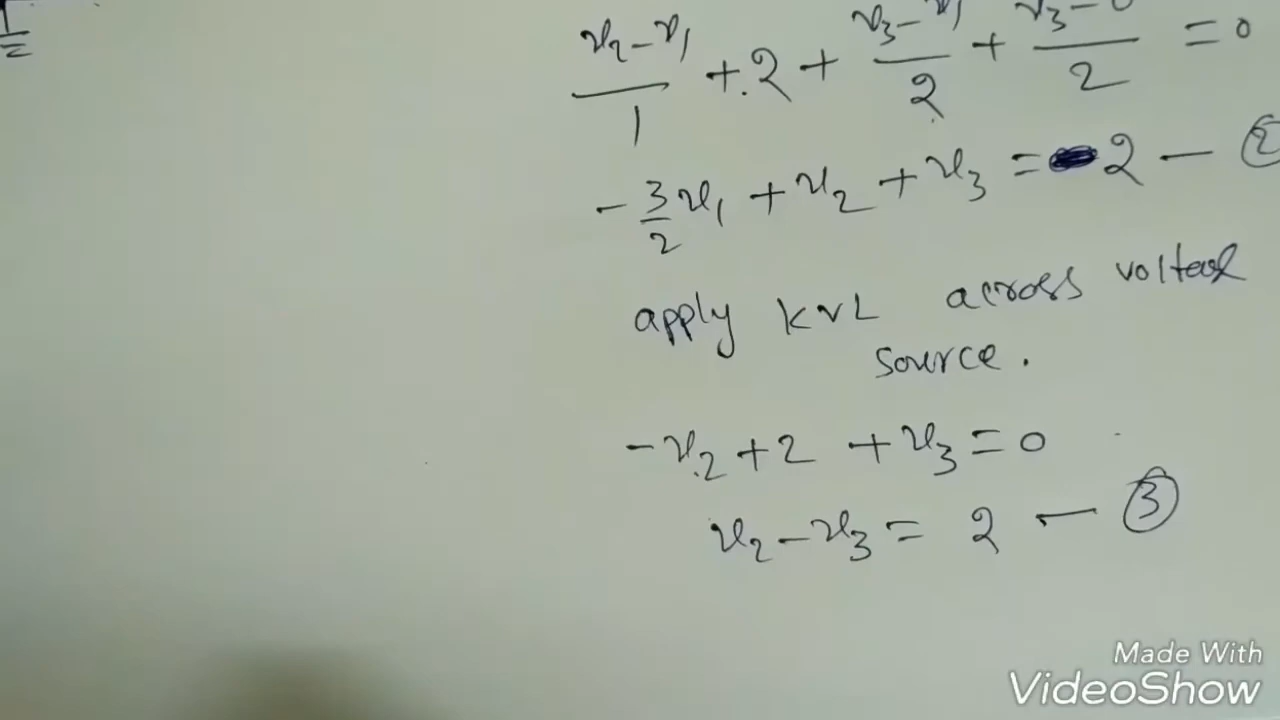 v₂-v₁/1 + 2 + v₃-v₁/2 + v₃-0/2 = 0
- 3/2 v₁ + v₂ + v₃ = 2 — ②
apply KVL across
source.
-v₂ + 2 + v₃ = 0
v₂ - v₃ = 2 — ③
Made With
VideoShow